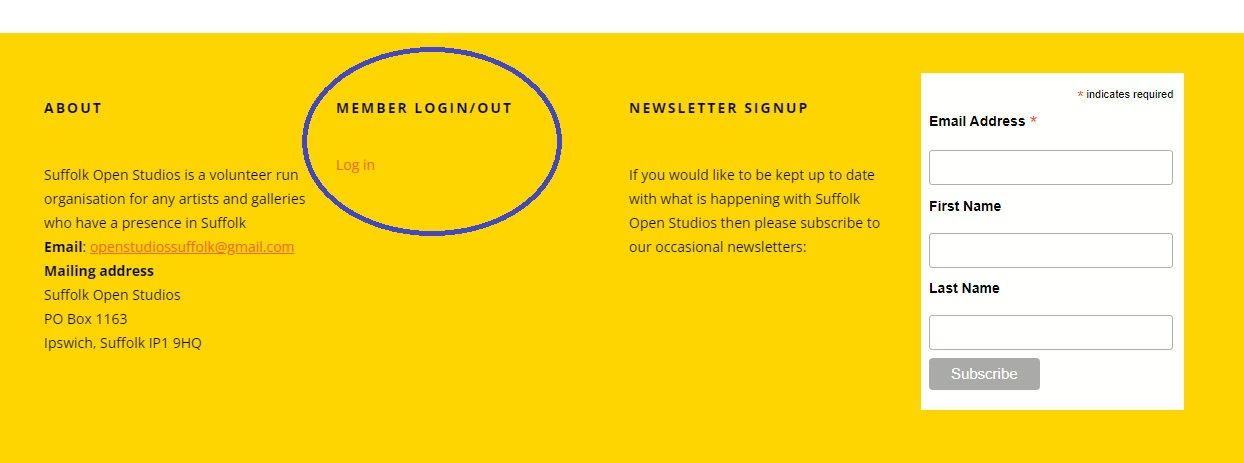 ABOUT
Suffolk Open Studios is a volunteer run
organisation for any artists and galleries
who have a presence in Suffolk
Email: openstudiossuffolk@gmail.com
Mailing address
Suffolk Open Studios
PO Box 1163
Ipswich, Suffolk IP1 9HQ
MEMBER LOGIN/OUT
Log in
NEWSLETTER SIGNUP
If you would like to be kept up to date
with what is happening with Suffolk
Open Studios then please subscribe to
our occasional newsletters:
* indicates required
Email Address *
First Name
Last Name
Subscribe